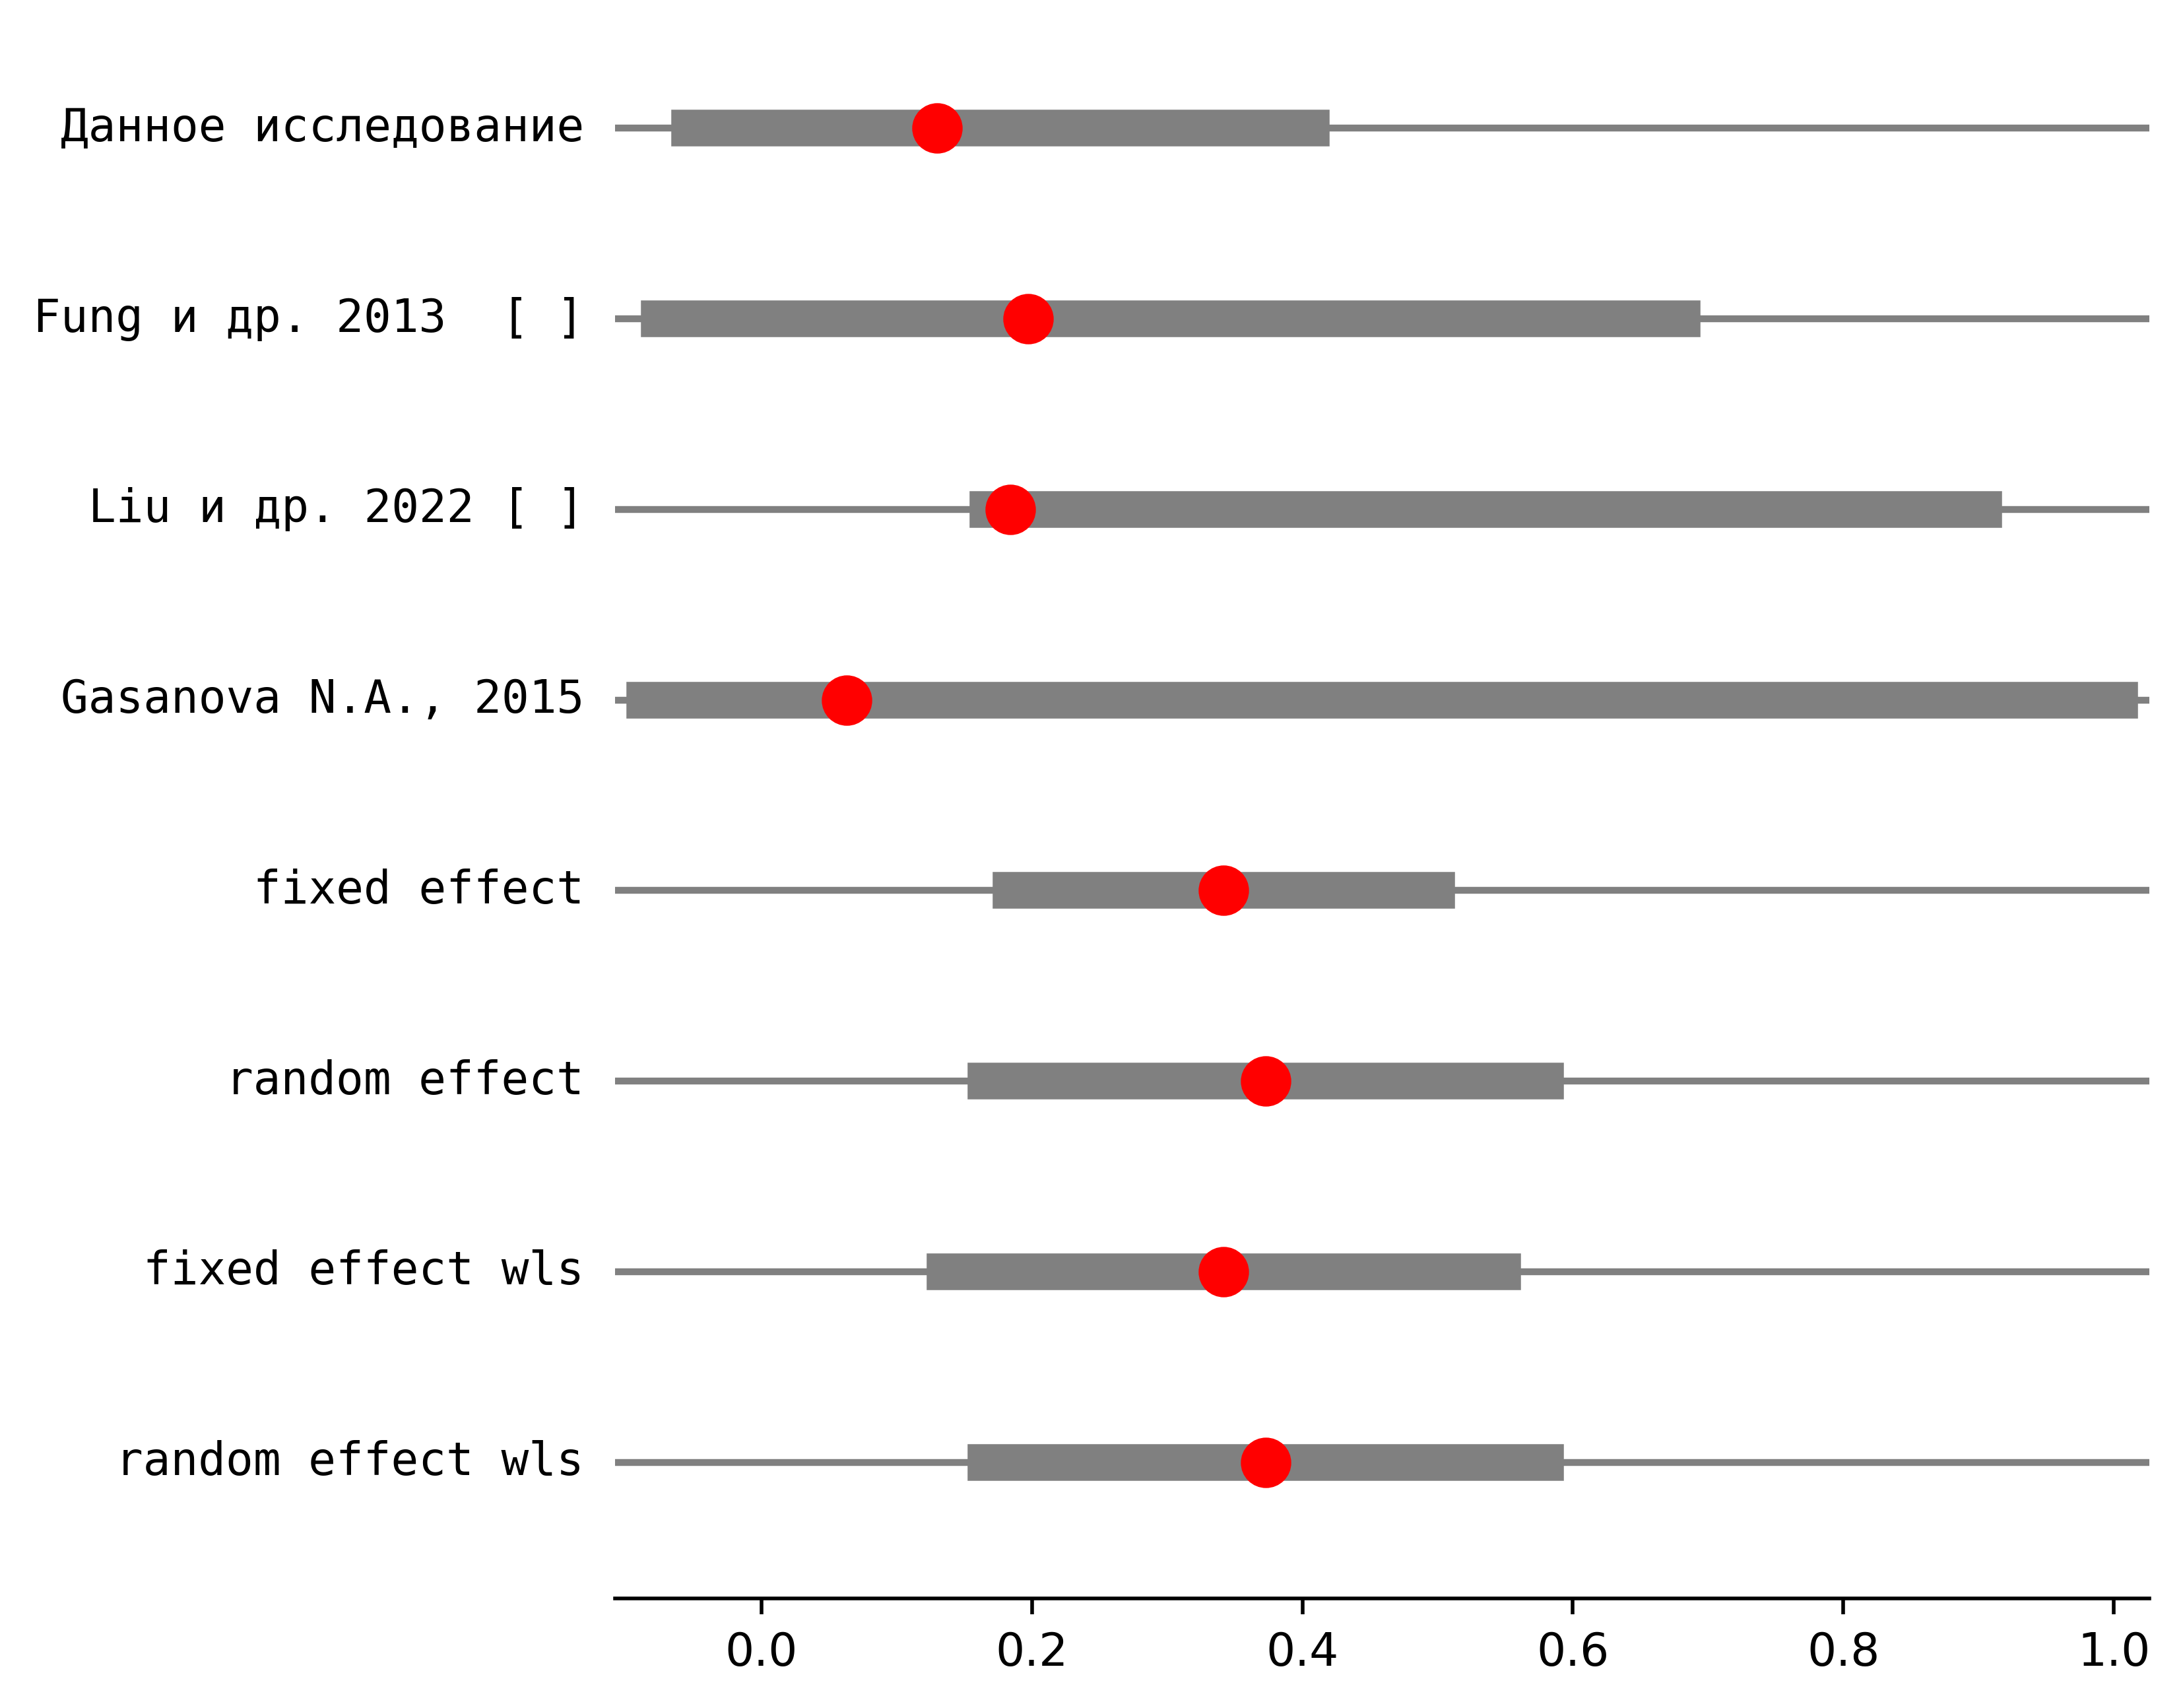 Данное исследование
Fung и др. 2013  [ ]
Liu и др. 2022 [ ]
Gasanova N.A., 2015
fixed effect
random effect
fixed effect wls
random effect wls
0.0 0.2 0.4 0.6 0.8 1.0